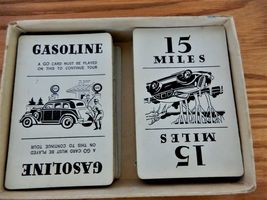 GASOLINE
A GO CARD MUST BE PLAYED
ON THIS TO CONTINUE TOUR
A GO CARD MUST BE PLAYED
ON THIS TO CONTINUE
TOUR
GASOLINE
15
MILES
15
MILES